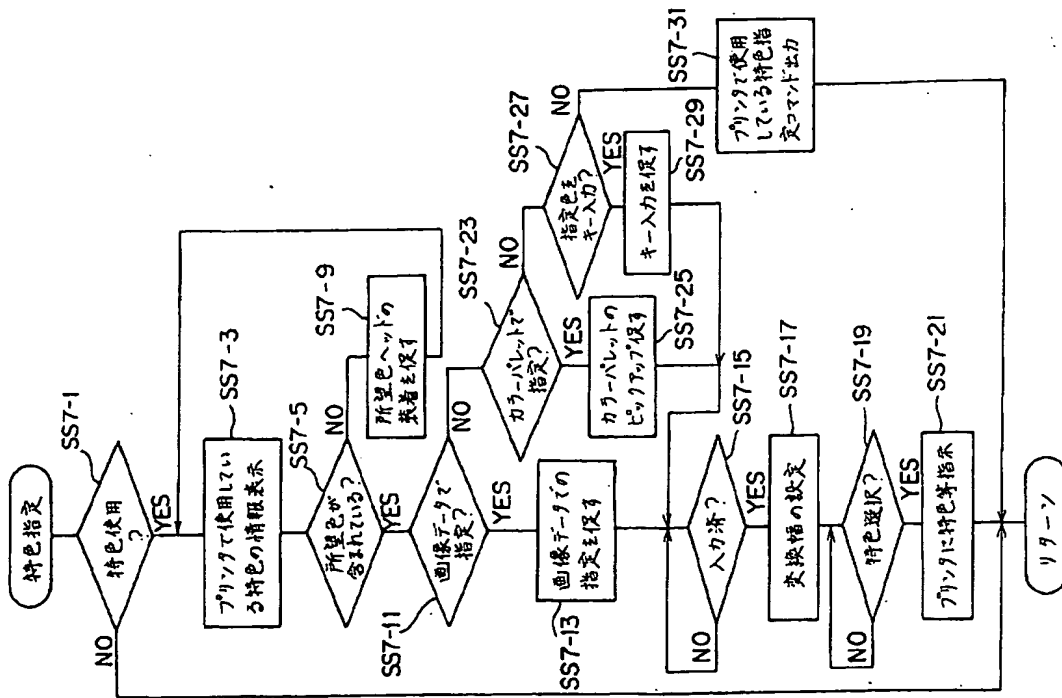 特色指定
SS7-1
特色使用
?
NO
YES
SS7-3
プリンタで使用してい
る特色の情報表示
SS7-5
所望色が
含まれている?
NO
YES
SS7-9
所望色ヘッドの
装着を促す
SS7-11
画像データで
指定?
NO
YES
SS7-13
画像データでの
指定を促す
SS7-23
カラーパレットで
指定?
NO
YES
SS7-25
カラーパレットの
ピックアップ促す
SS7-27
指定色を
キー入力?
NO
YES
SS7-29
キー入力を促す
SS7-31
プリンタで使用
している特色指
定コマンド出力
SS7-15
入力済?
NO
YES
SS7-17
変換幅の設定
SS7-19
特色選択?
NO
YES
SS7-21
プリンタに特色等指示
リターン